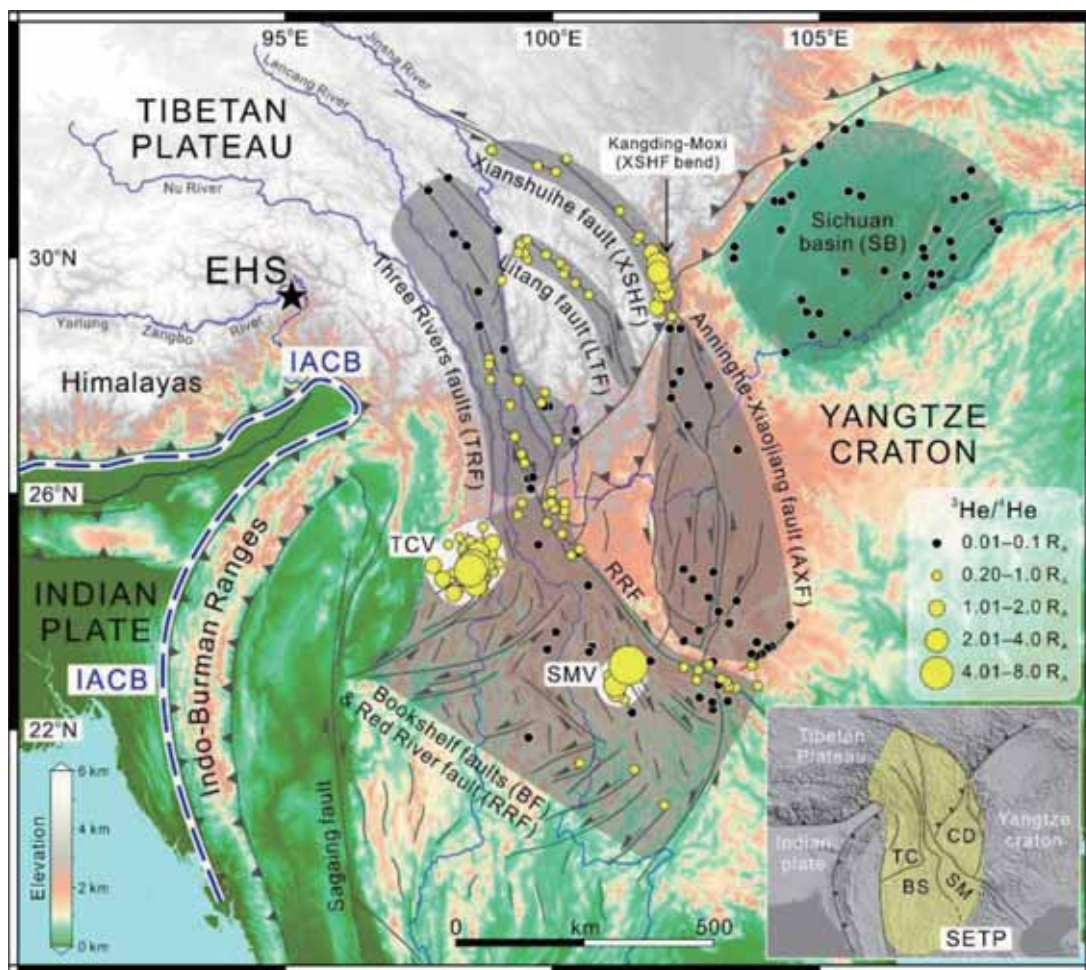 95°E
100°E
105°E
Jinsha River
Lancang River
TIBETAN
PLATEAU
Nu River
Kangding-Moxi
(XSHF bend)
Xianshuihe fault (XSHF)
Sichuan
basin (SB)
30°N
EHS
Litang fault (LTF)
Three Rivers faults (TRF)
Yarlung Zangbo River
IACB
Himalayas
Anninghe-Xiaojiang fault (AXF)
YANGTZE
CRATON
26°N
³He/⁴He
0.01–0.1 Rₐ
0.20–1.0 Rₐ
1.01–2.0 Rₐ
2.01–4.0 Rₐ
4.01–8.0 Rₐ
TCV
RRF
INDIAN
PLATE
Indo-Burman Ranges
IACB
SMV
22°N
Bookshelf faults (BF)
& Red River fault (RRF)
Sagaing fault
6 km
4 km
2 km
0 km
Elevation
0
500
km
Tibetan
Plateau
Indian
plate
Yangtze
craton
TC
CD
BS
SM
SETP